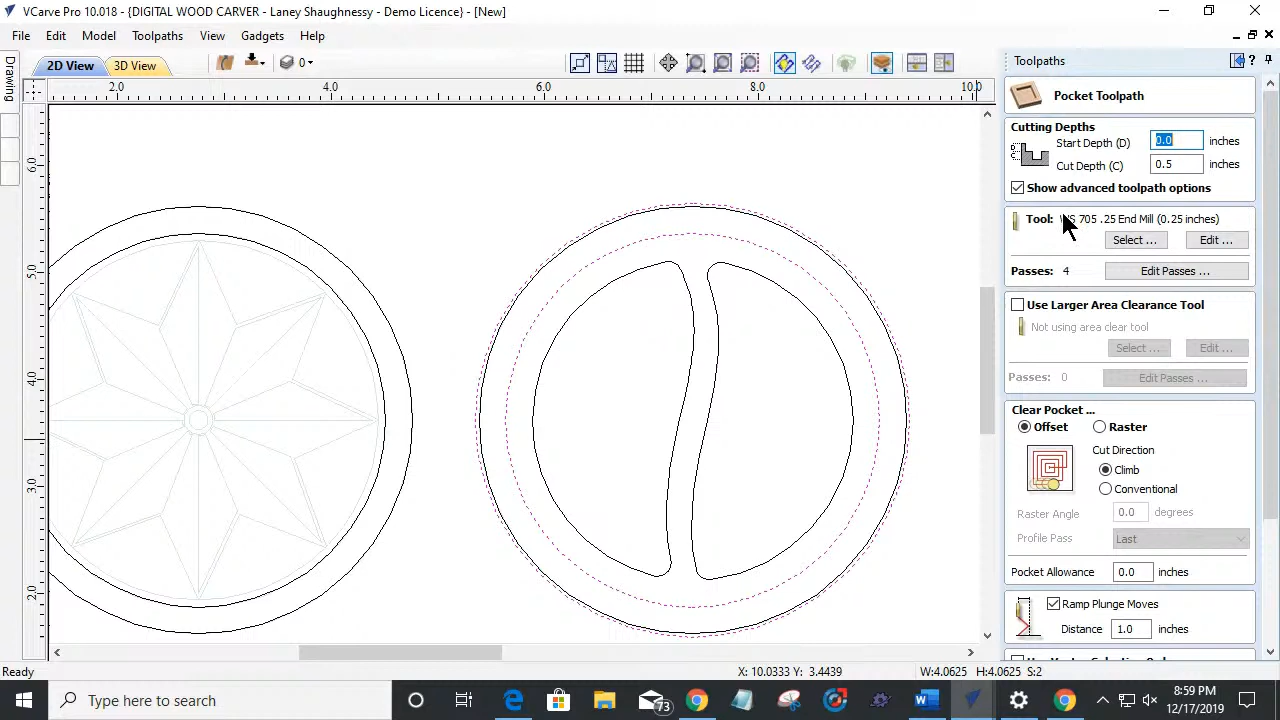 VCarve Pro 10.018 - {DIGITAL WOOD CARVER - Laney Shaughnessy - Demo Licence} - [New]
File Edit Model Toolpaths View Gadgets Help
2D View 3D View 0
Drawing
2.0 4.0 6.0 8.0 10.0
6.0
5.0
4.0
3.0
2.0
Toolpaths
Pocket Toolpath
Cutting Depths
Start Depth (D) 0.0 inches
Cut Depth (C) 0.5 inches
Show advanced toolpath options
Tool: 705 .25 End Mill (0.25 inches)
Select ... Edit ...
Passes: 4 Edit Passes ...
Use Larger Area Clearance Tool
Not using area clear tool
Select ... Edit ...
Passes: 0 Edit Passes ...
Clear Pocket ...
Offset Raster
Cut Direction
Climb
Conventional
Raster Angle 0.0 degrees
Profile Pass Last
Pocket Allowance 0.0 inches
Ramp Plunge Moves
Distance 1.0 inches
Ready X: 10.0333 Y: 3.4439 W:4.0625 H:4.0625 S:2
Type here to search 73 8:59 PM
12/17/2019